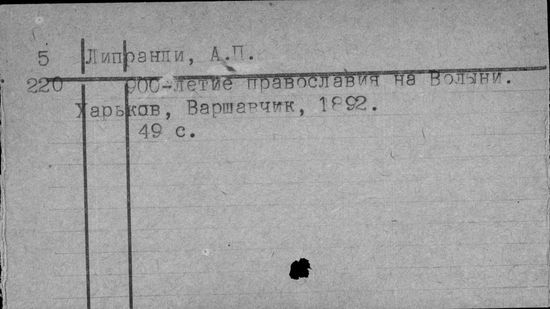 5 Липранди, А.П.
220 900-летие православия на Волыни.
Харьков, Варшавчик, 1892.
49 с.